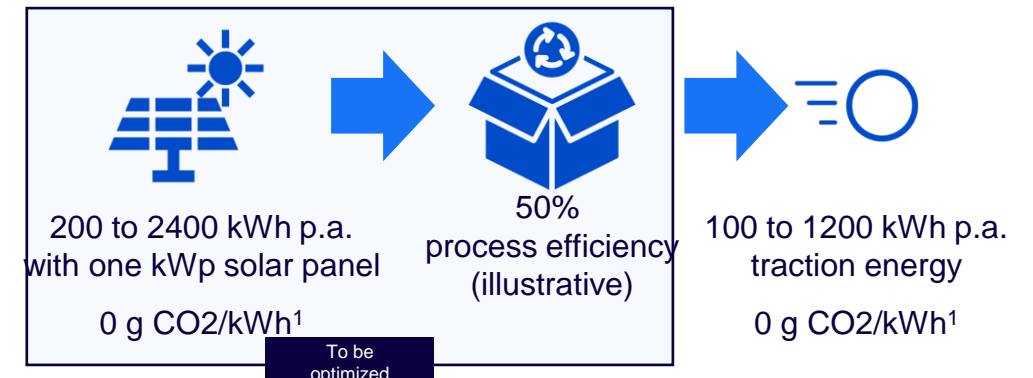 200 to 2400 kWh p.a.
with one kWp solar panel
0 g CO2/kWh¹
50%
process efficiency
(illustrative)
100 to 1200 kWh p.a.
traction energy
0 g CO2/kWh¹
To be
optimized